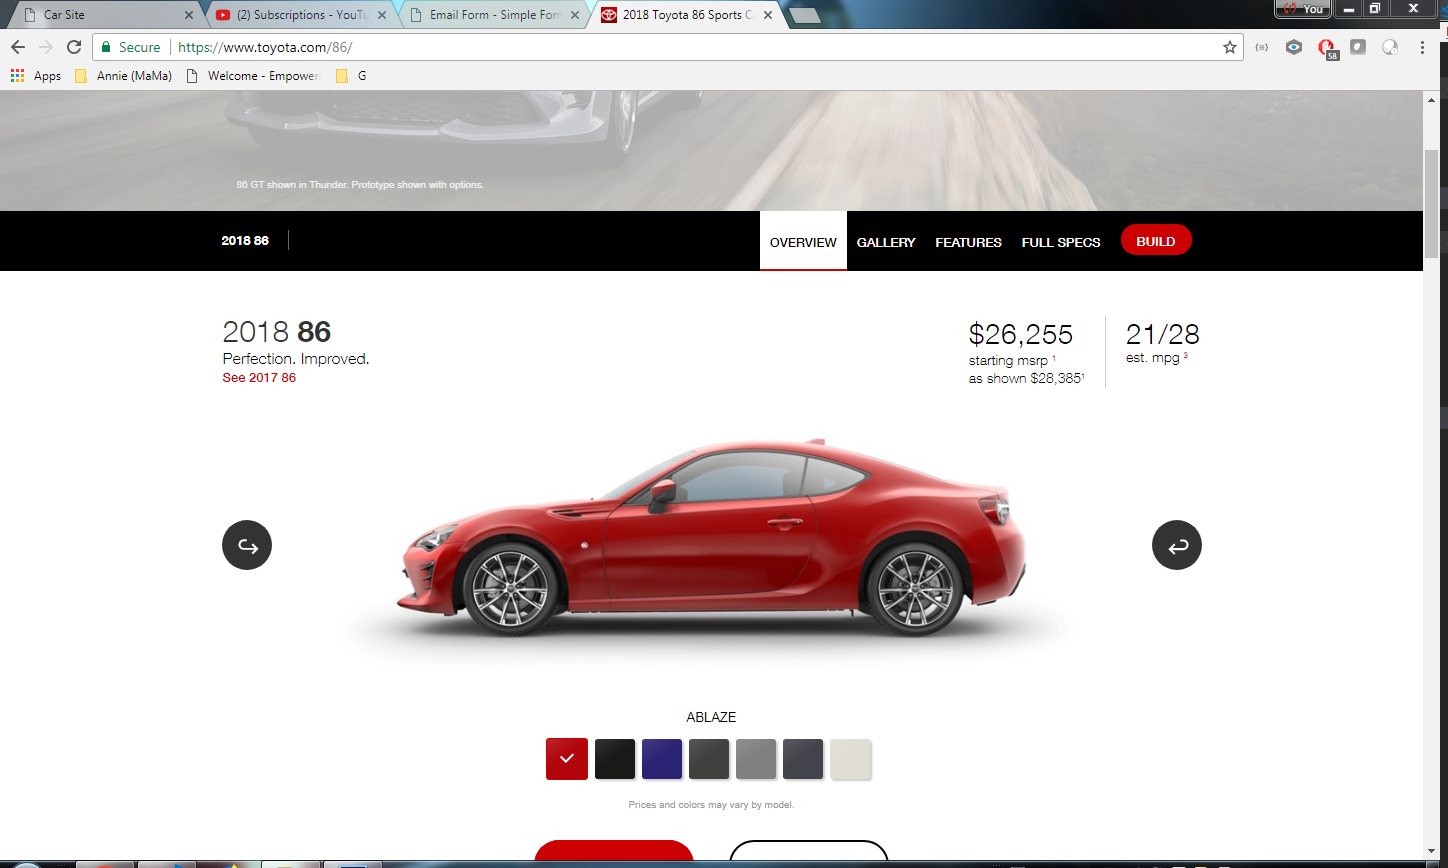 Car Site
(2) Subscriptions - YouTu
Email Form - Simple Form
2018 Toyota 86 Sports C
You
Secure
https://www.toyota.com/86/
58
Apps
Annie (MaMa)
Welcome - Empower
G
86 GT shown in Thunder. Prototype shown with options.
2018 86
OVERVIEW
GALLERY
FEATURES
FULL SPECS
BUILD
2018 86
Perfection. Improved.
See 2017 86
$26,255
starting msrp 1
as shown $28,3851
21/28
est. mpg 3
ABLAZE
Prices and colors may vary by model.